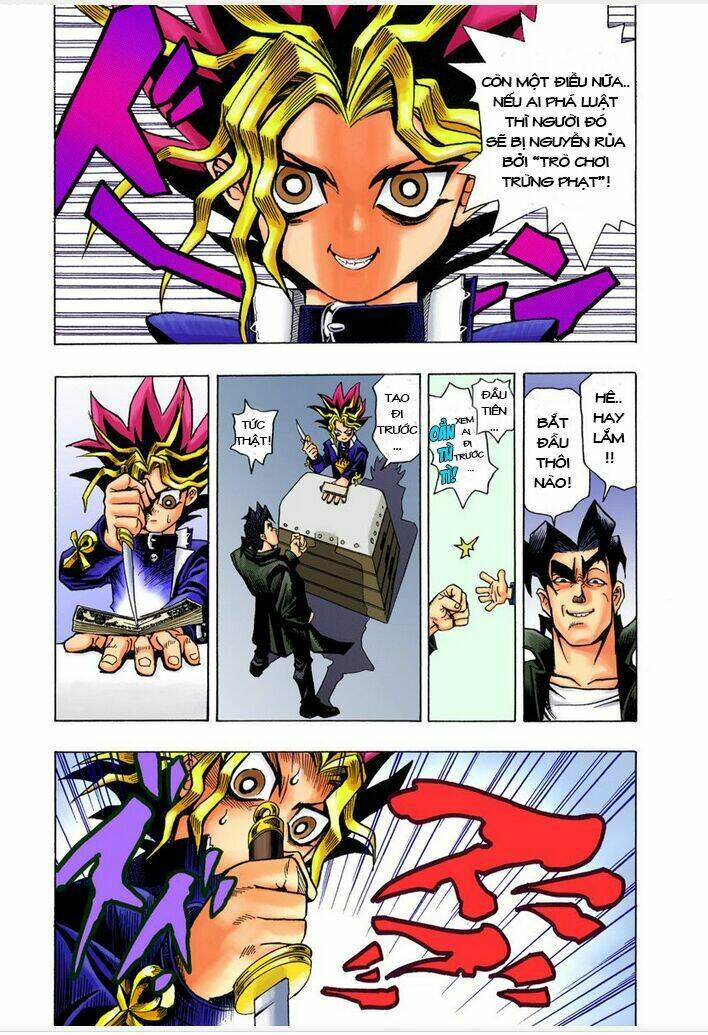 CÒN MỘT ĐIỀU NỮA..
NẾU AI PHÁ LUẬT
THÌ NGƯỜI ĐÓ
SẼ BỊ NGUYỀN RỦA
BỞI "TRÒ CHƠI
TRỪNG PHẠT"!
HÊ..
HAY
LẮM!!
BẮT
ĐẦU
THÔI
NÀO!
ĐẦU
TIÊN
...
XEM
AI
ĐI
TRƯỚC
...
OẲN
TÙ
TÌ!
TAO
ĐI
TRƯỚC
...
TỨC
THẬT!